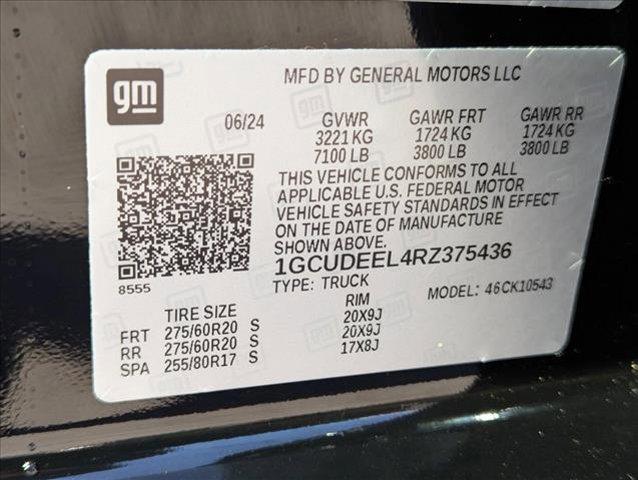 gm
MFD BY GENERAL MOTORS LLC
06/24 GVWR GAWR FRT GAWR RR
3221 KG 1724 KG 1724 KG
7100 LB 3800 LB 3800 LB
THIS VEHICLE CONFORMS TO ALL
APPLICABLE U.S. FEDERAL MOTOR
VEHICLE SAFETY STANDARDS IN EFFECT
ON THE DATE OF MANUFACTURE
SHOWN ABOVE.
1GCUDEEL4RZ375436
8555
TYPE: TRUCK MODEL: 46CK10543
TIRE SIZE RIM
FRT 275/60R20 S 20X9J
RR 275/60R20 S 20X9J
SPA 255/80R17 S 17X8J